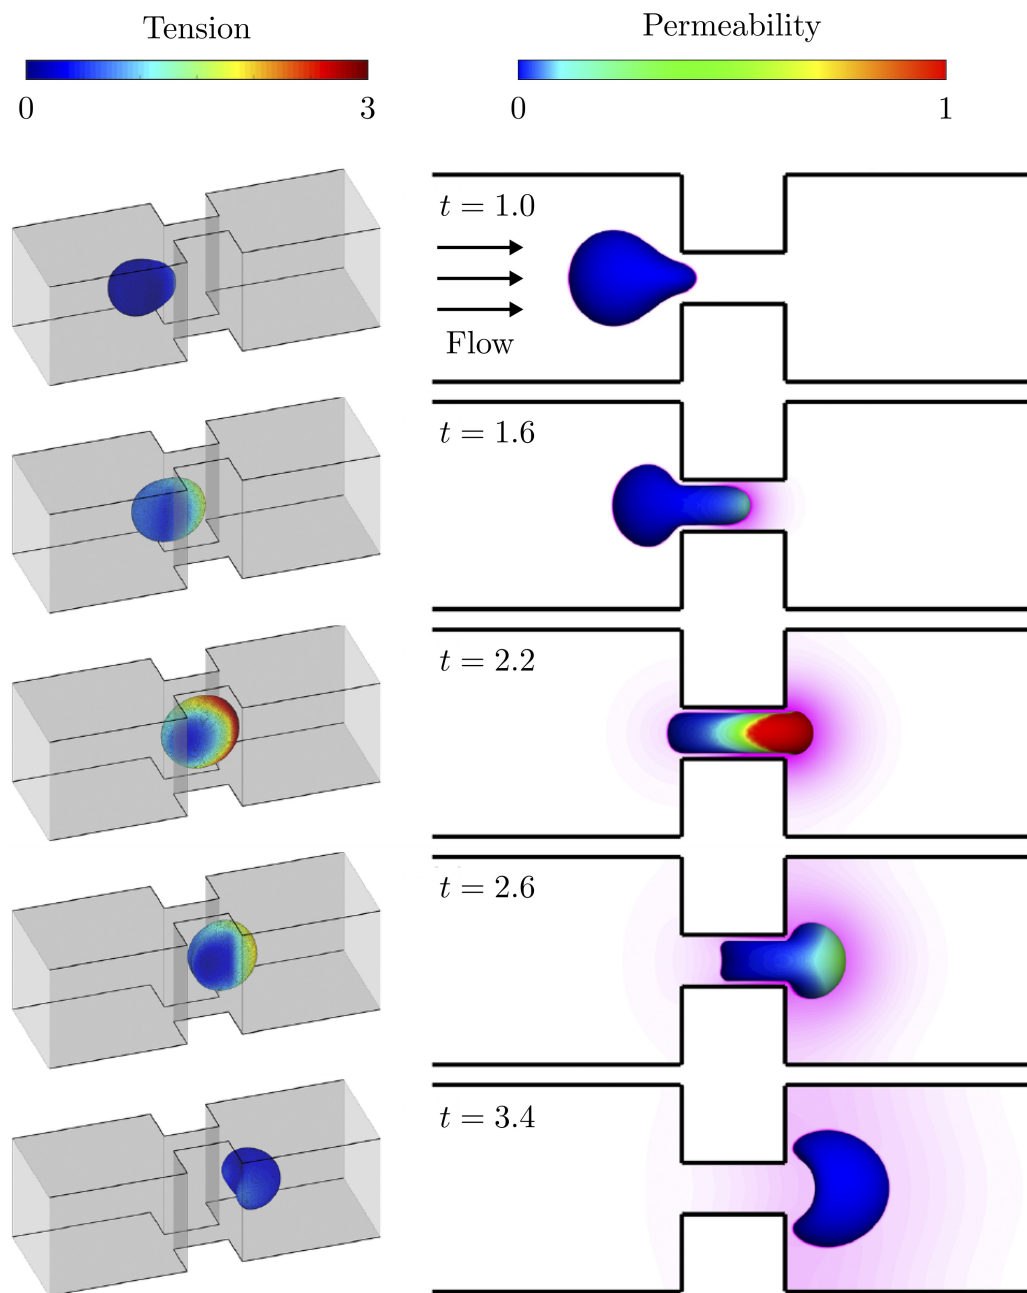 Tension
0 3
Permeability
0 1
t = 1.0
Flow
t = 1.6
t = 2.2
t = 2.6
t = 3.4